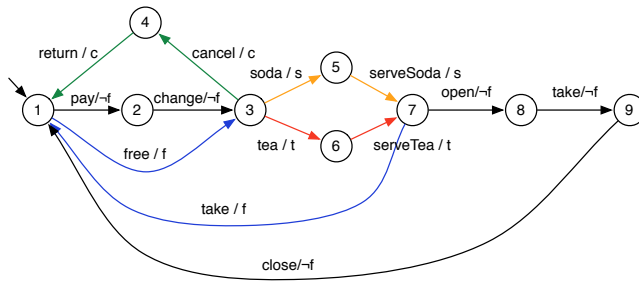 4
return / c
cancel / c
soda / s
5
serveSoda / s
1
pay/¬f
2
change/¬f
3
7
open/¬f
8
take/¬f
9
free / f
tea / t
6
serveTea / t
take / f
close/¬f